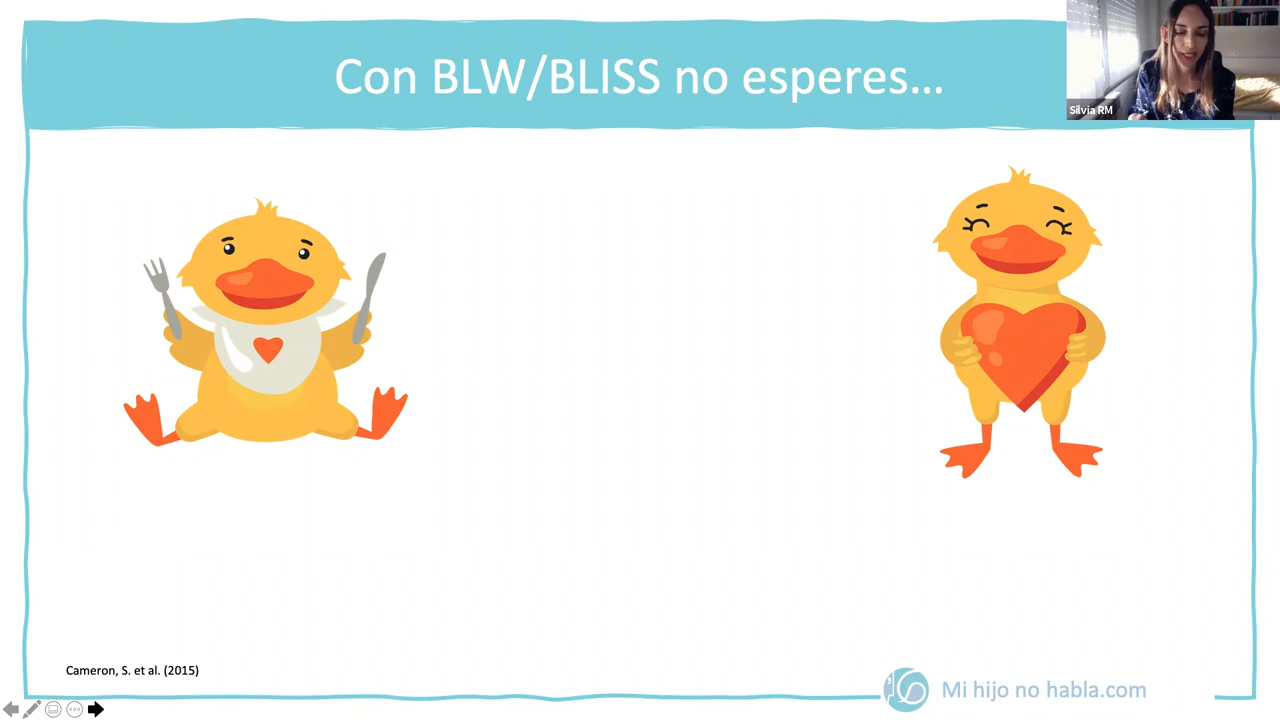 Con BLW/BLISS no esperes...
Silvia RM
Cameron, S. et al. (2015)
Mi hijo no habla.com